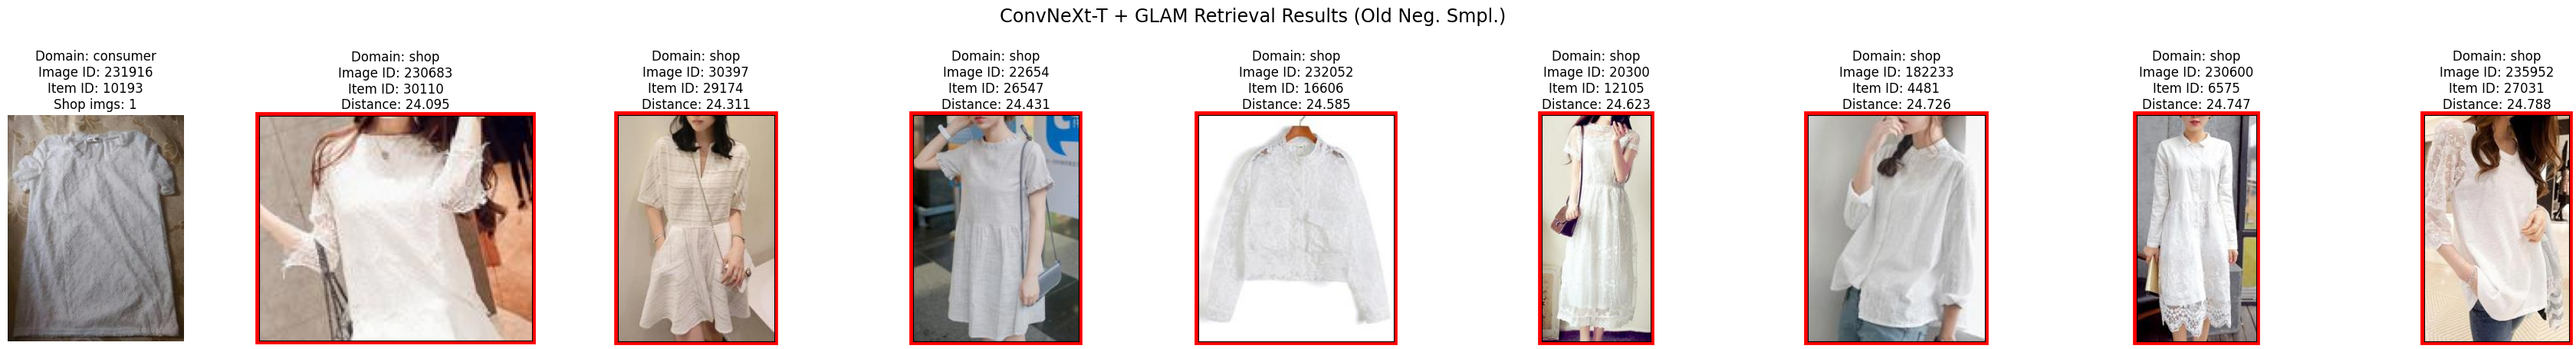 ConvNeXt-T + GLAM Retrieval Results (Old Neg. Smpl.)
Domain: consumer
Image ID: 231916
Item ID: 10193
Shop imgs: 1
Domain: shop
Image ID: 230683
Item ID: 30110
Distance: 24.095
Domain: shop
Image ID: 30397
Item ID: 29174
Distance: 24.311
Domain: shop
Image ID: 22654
Item ID: 26547
Distance: 24.431
Domain: shop
Image ID: 232052
Item ID: 16606
Distance: 24.585
Domain: shop
Image ID: 20300
Item ID: 12105
Distance: 24.623
Domain: shop
Image ID: 182233
Item ID: 4481
Distance: 24.726
Domain: shop
Image ID: 230600
Item ID: 6575
Distance: 24.747
Domain: shop
Image ID: 235952
Item ID: 27031
Distance: 24.788